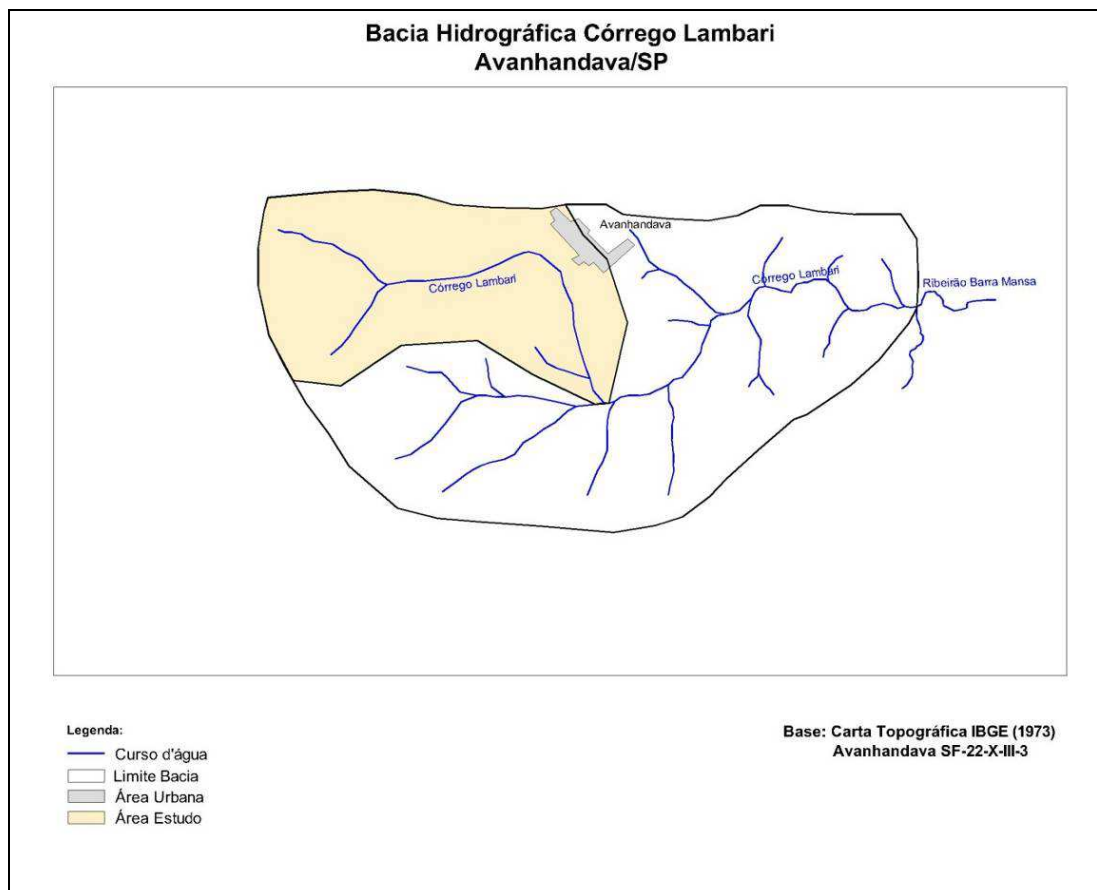 Bacia Hidrográfica Córrego Lambari
Avanhandava/SP
Avanhandava
Córrego Lambari
Córrego Lambari
Ribeirão Barra Mansa
Legenda:
Curso d'água
Limite Bacia
Área Urbana
Área Estudo
Base: Carta Topográfica IBGE (1973)
Avanhandava SF-22-X-III-3